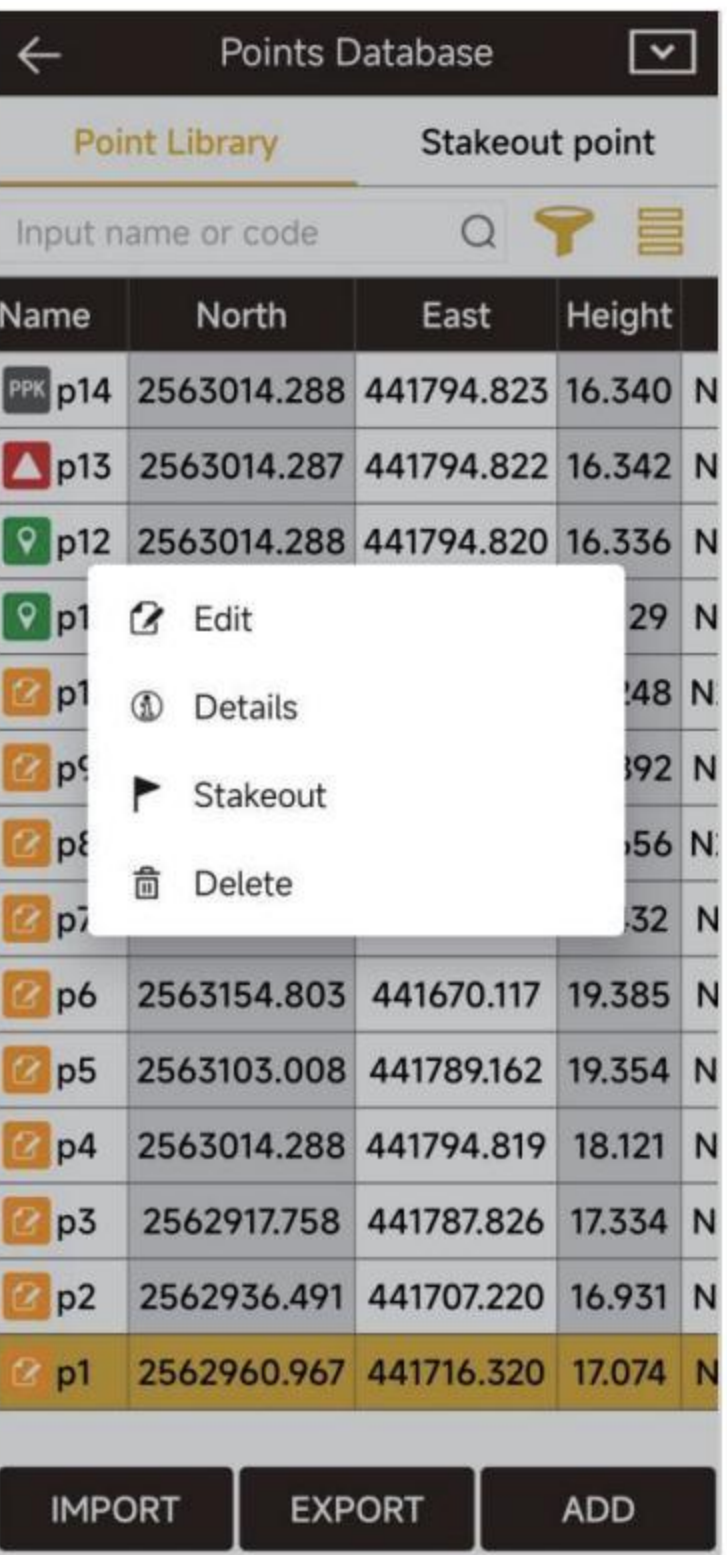 Points Database
Point Library Stakeout point
Input name or code
Name North East Height
PPK p14 2563014.288 441794.823 16.340 N
p13 2563014.287 441794.822 16.342 N
p12 2563014.288 441794.820 16.336 N
Edit
29 N
Details
N
Stakeout
N
N
Delete
32 N
p6 2563154.803 441670.117 19.385 N
p5 2563103.008 441789.162 19.354 N
p4 2563014.288 441794.819 18.121 N
p3 2562917.758 441787.826 17.334 N
p2 2562936.491 441707.220 16.931 N
p1 2562960.967 441716.320 17.074 N
IMPORT EXPORT ADD